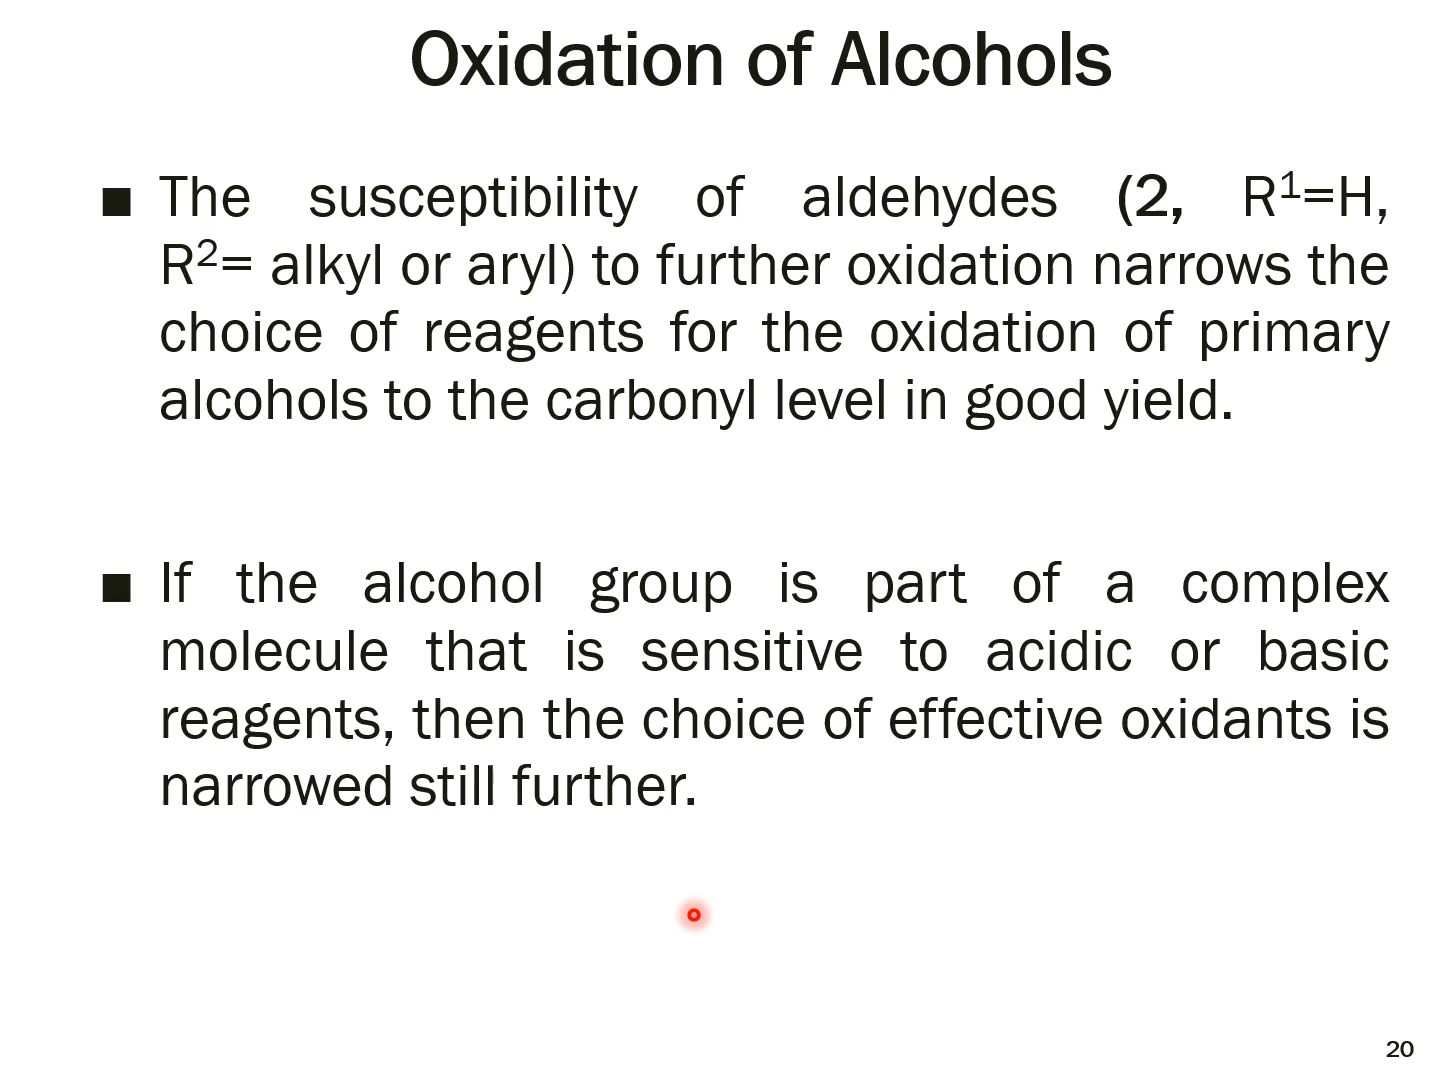 Oxidation of Alcohols
■ The susceptibility of aldehydes (2, R¹=H,
R²= alkyl or aryl) to further oxidation narrows the
choice of reagents for the oxidation of primary
alcohols to the carbonyl level in good yield.
■ If the alcohol group is part of a complex
molecule that is sensitive to acidic or basic
reagents, then the choice of effective oxidants is
narrowed still further.
20